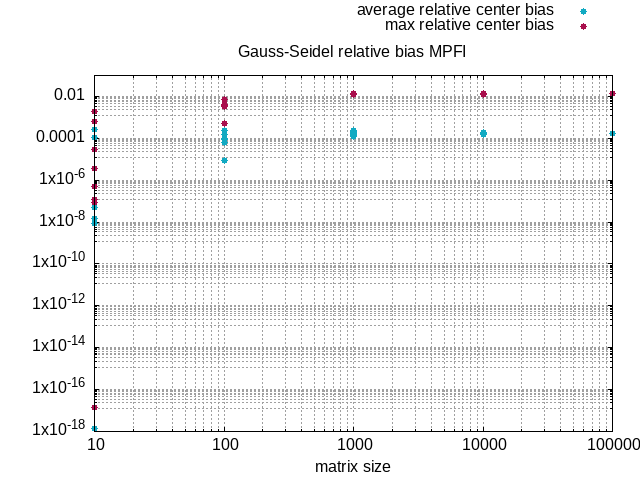 average relative center bias
max relative center bias
Gauss-Seidel relative bias MPFI
0.01
0.0001
1x10-6
1x10-8
1x10-10
1x10-12
1x10-14
1x10-16
1x10-18
10 100 1000 10000 100000
matrix size